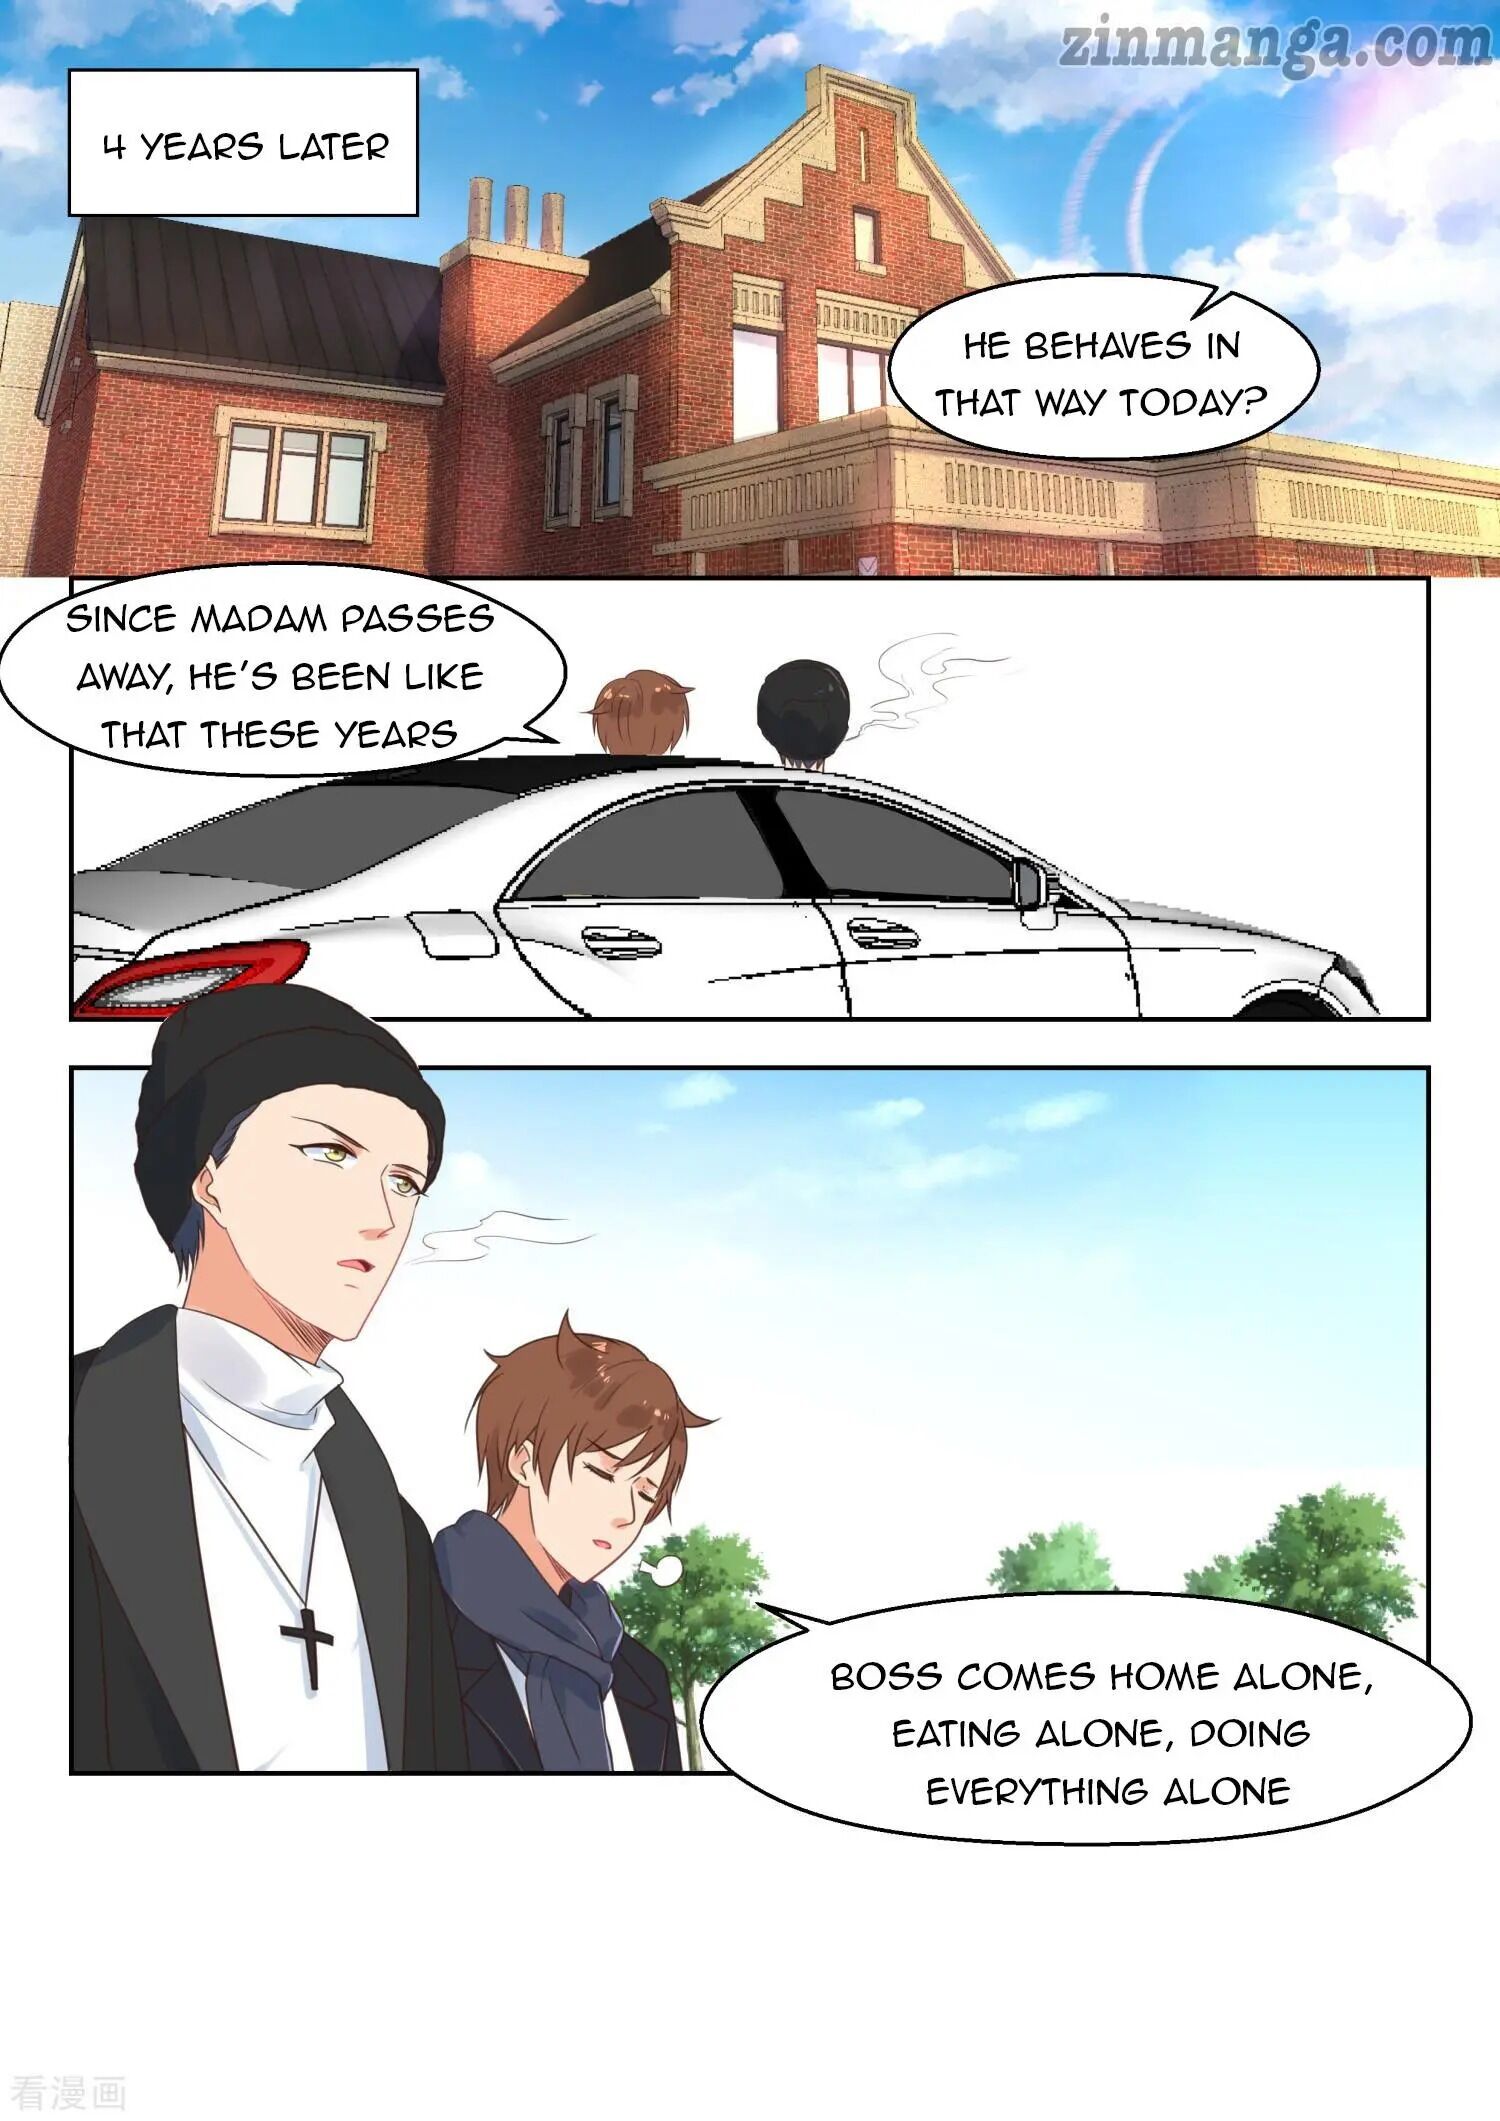 zinmanga.com
4 YEARS LATER
HE BEHAVES IN
THAT WAY TODAY?
SINCE MADAM PASSES
AWAY, HE'S BEEN LIKE
THAT THESE YEARS
BOSS COMES HOME ALONE,
EATING ALONE, DOING
EVERYTHING ALONE
看漫画